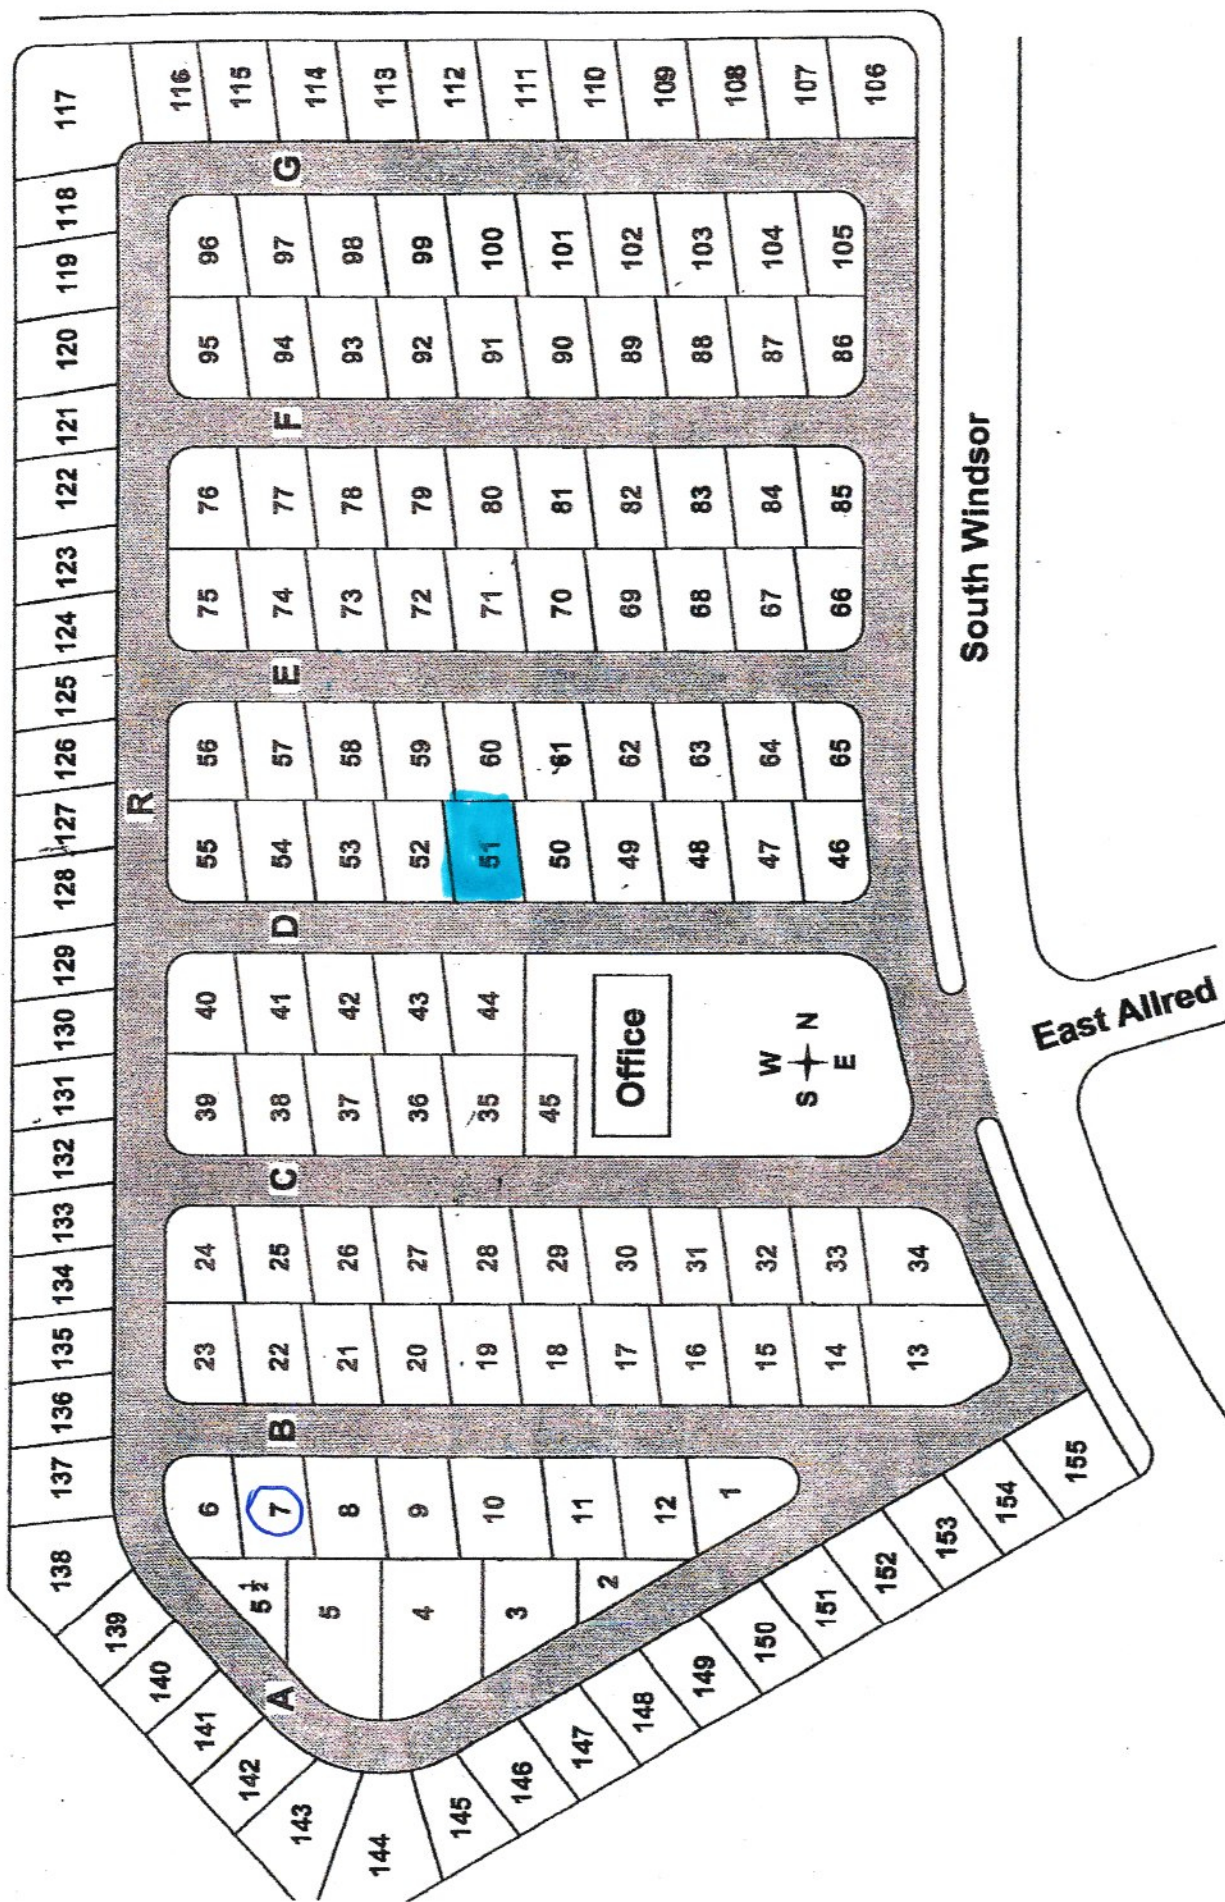 138 137 136 135 134 133 132 131 130 129 128 127 126 125 124 123 122 121 120 119 118 117
139 R
140 116
141 6 23 24 39 40 55 56 75 76 95 96
142 5 ½ 115
A 7 B 22 25 C 38 41 D 54 57 E 74 77 F 94 97 G
143 114
5 8 21 26 37 42 53 58 73 78 93 98
144 113
4 9 20 27 36 43 52 59 72 79 92 99
145 112
10 19 28 35 44 51 60 71 80 91 100
146 3 111
147 11 18 29 45 50 61 70 81 90 101
2 110
148 17 30 Office 49 62 69 82 89 102
12 109
149 16 31 48 63 68 83 88 103
1 108
150 15 32 W 47 64 67 84 87 104
S N 107
151 14 33 E 46 65 66 85 86 105
152 106
13 34
153
South Windsor
154
155
East Allred